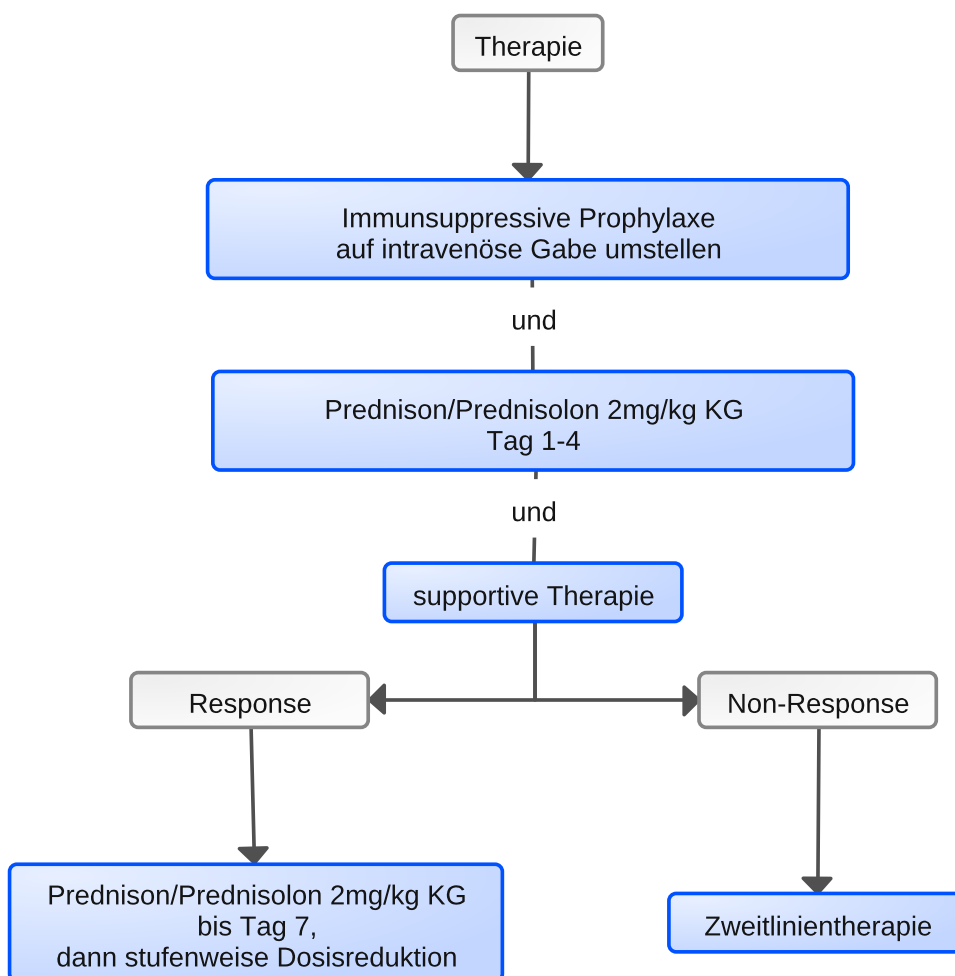 Therapie
Immunsuppressive Prophylaxe
auf intravenöse Gabe umstellen
und
Prednison/Prednisolon 2mg/kg KG
Tag 1-4
und
supportive Therapie
Response
Non-Response
Prednison/Prednisolon 2mg/kg KG
bis Tag 7,
dann stufenweise Dosisreduktion
Zweitlinientherapie